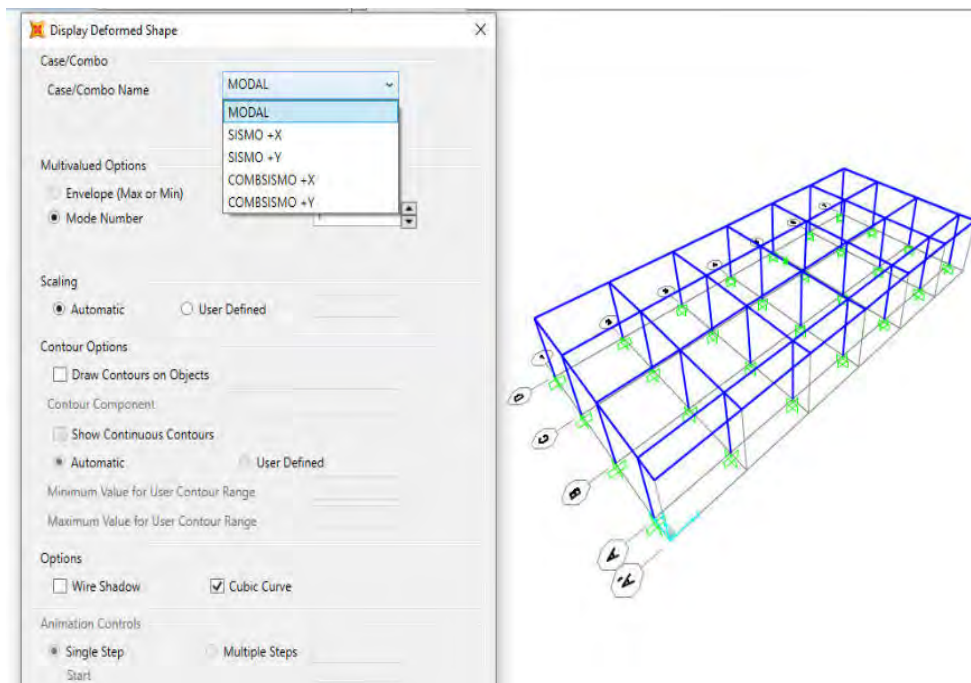 Display Deformed Shape
Case/Combo
Case/Combo Name
MODAL
MODAL
SISMO +X
SISMO +Y
COMBSISMO +X
COMBSISMO +Y
Multivalued Options
Envelope (Max or Min)
Mode Number
Scaling
Automatic User Defined
Contour Options
Draw Contours on Objects
Contour Component
Show Continuous Contours
Automatic User Defined
Minimum Value for User Contour Range
Maximum Value for User Contour Range
Options
Wire Shadow Cubic Curve
Animation Controls
Single Step Multiple Steps
Start
D
C
B
A
A'